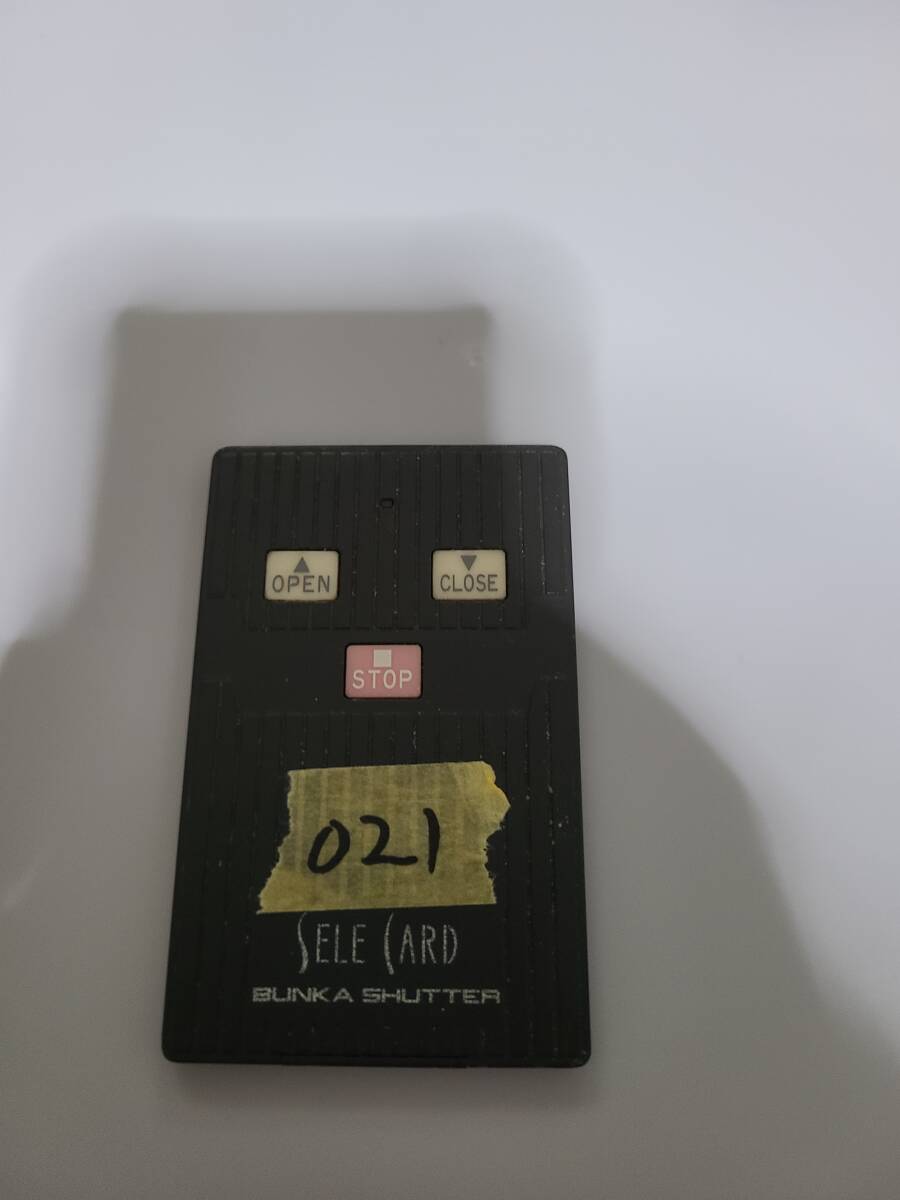 ▲ ▼
OPEN CLOSE
STOP
021
SELE CARD
BUNKA SHUTTER